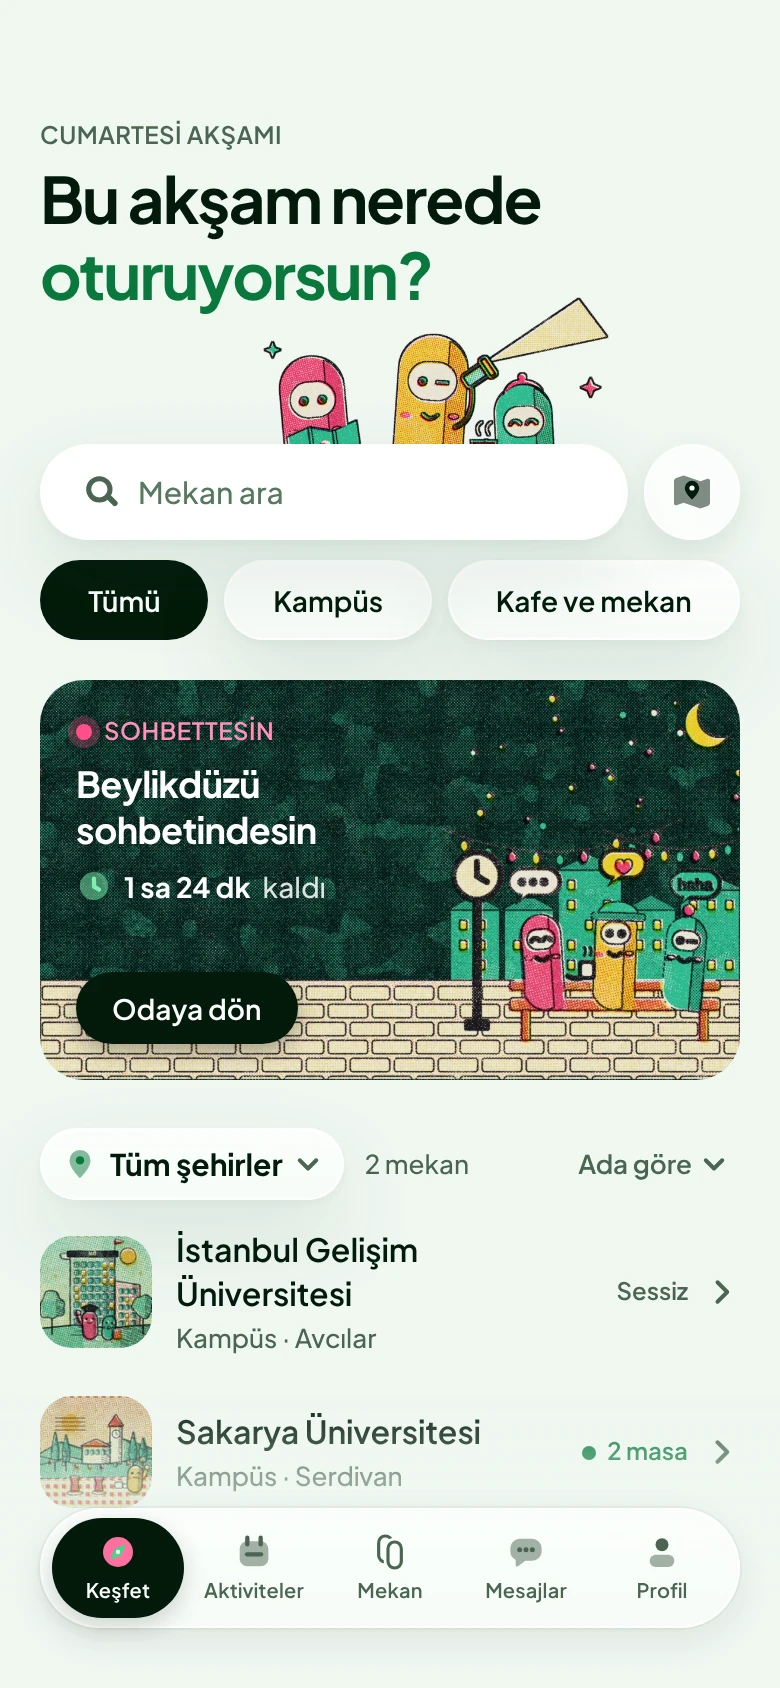 CUMARTESİ AKŞAMI
Bu akşam nerede
oturuyorsun?
Mekan ara
Tümü
Kampüs
Kafe ve mekan
SOHBETTESİN
Beylikdüzü
sohbetindesin
1 sa 24 dk kaldı
haha
Odaya dön
Tüm şehirler
2 mekan
Ada göre
İstanbul Gelişim
Üniversitesi
Kampüs · Avcılar
Sessiz
Sakarya Üniversitesi
Kampüs · Serdivan
2 masa
Keşfet
Aktiviteler
Mekan
Mesajlar
Profil